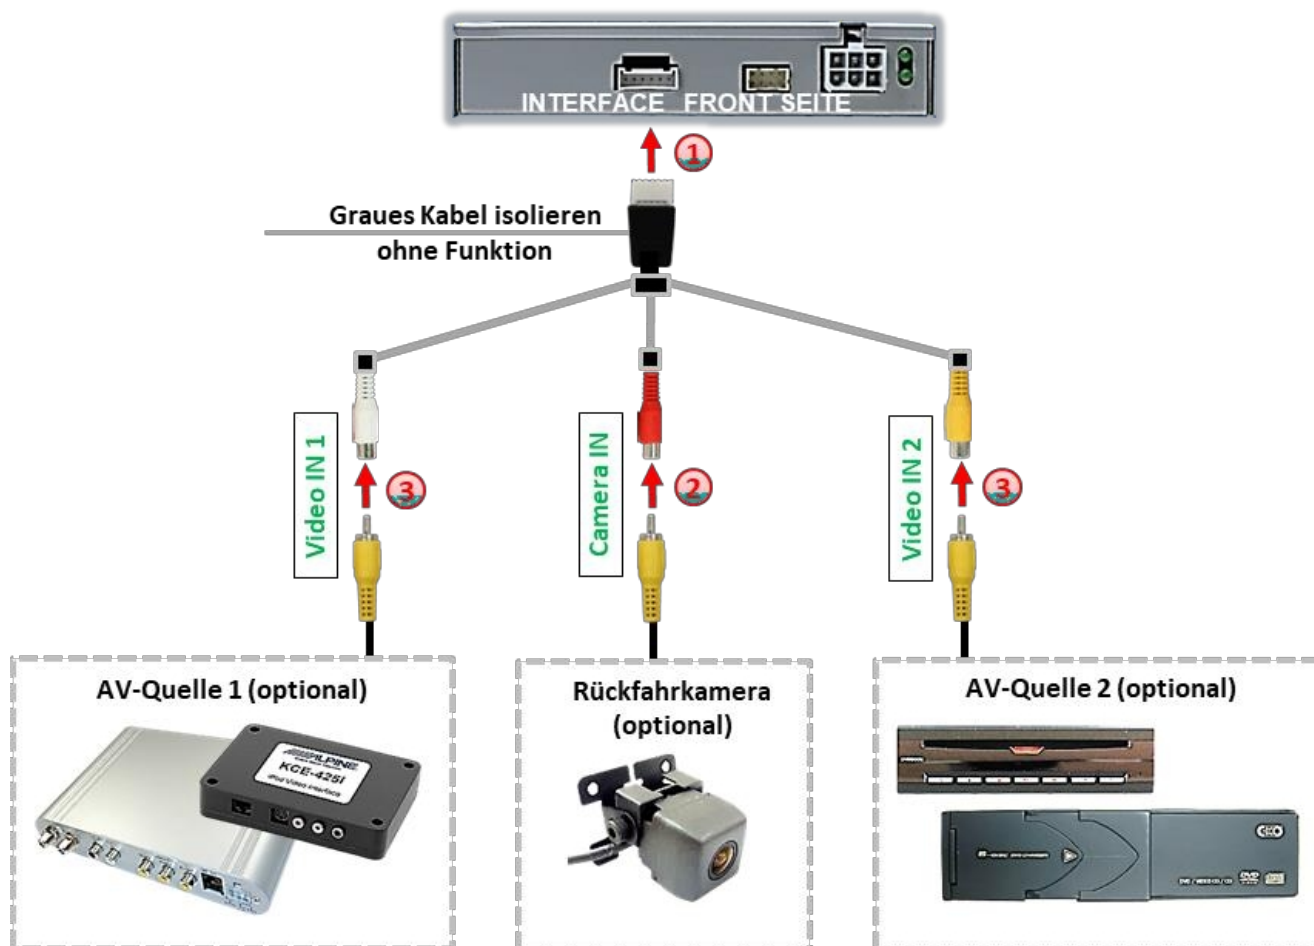 INTERFACE FRONT SEITE
1
Graues Kabel isolieren
ohne Funktion
Video IN 1
3
Camera IN
2
Video IN 2
3
AV-Quelle 1 (optional)
ALPINE
KCE-425i
iPod Video Interface
Rückfahrkamera
(optional)
AV-Quelle 2 (optional)
DVD